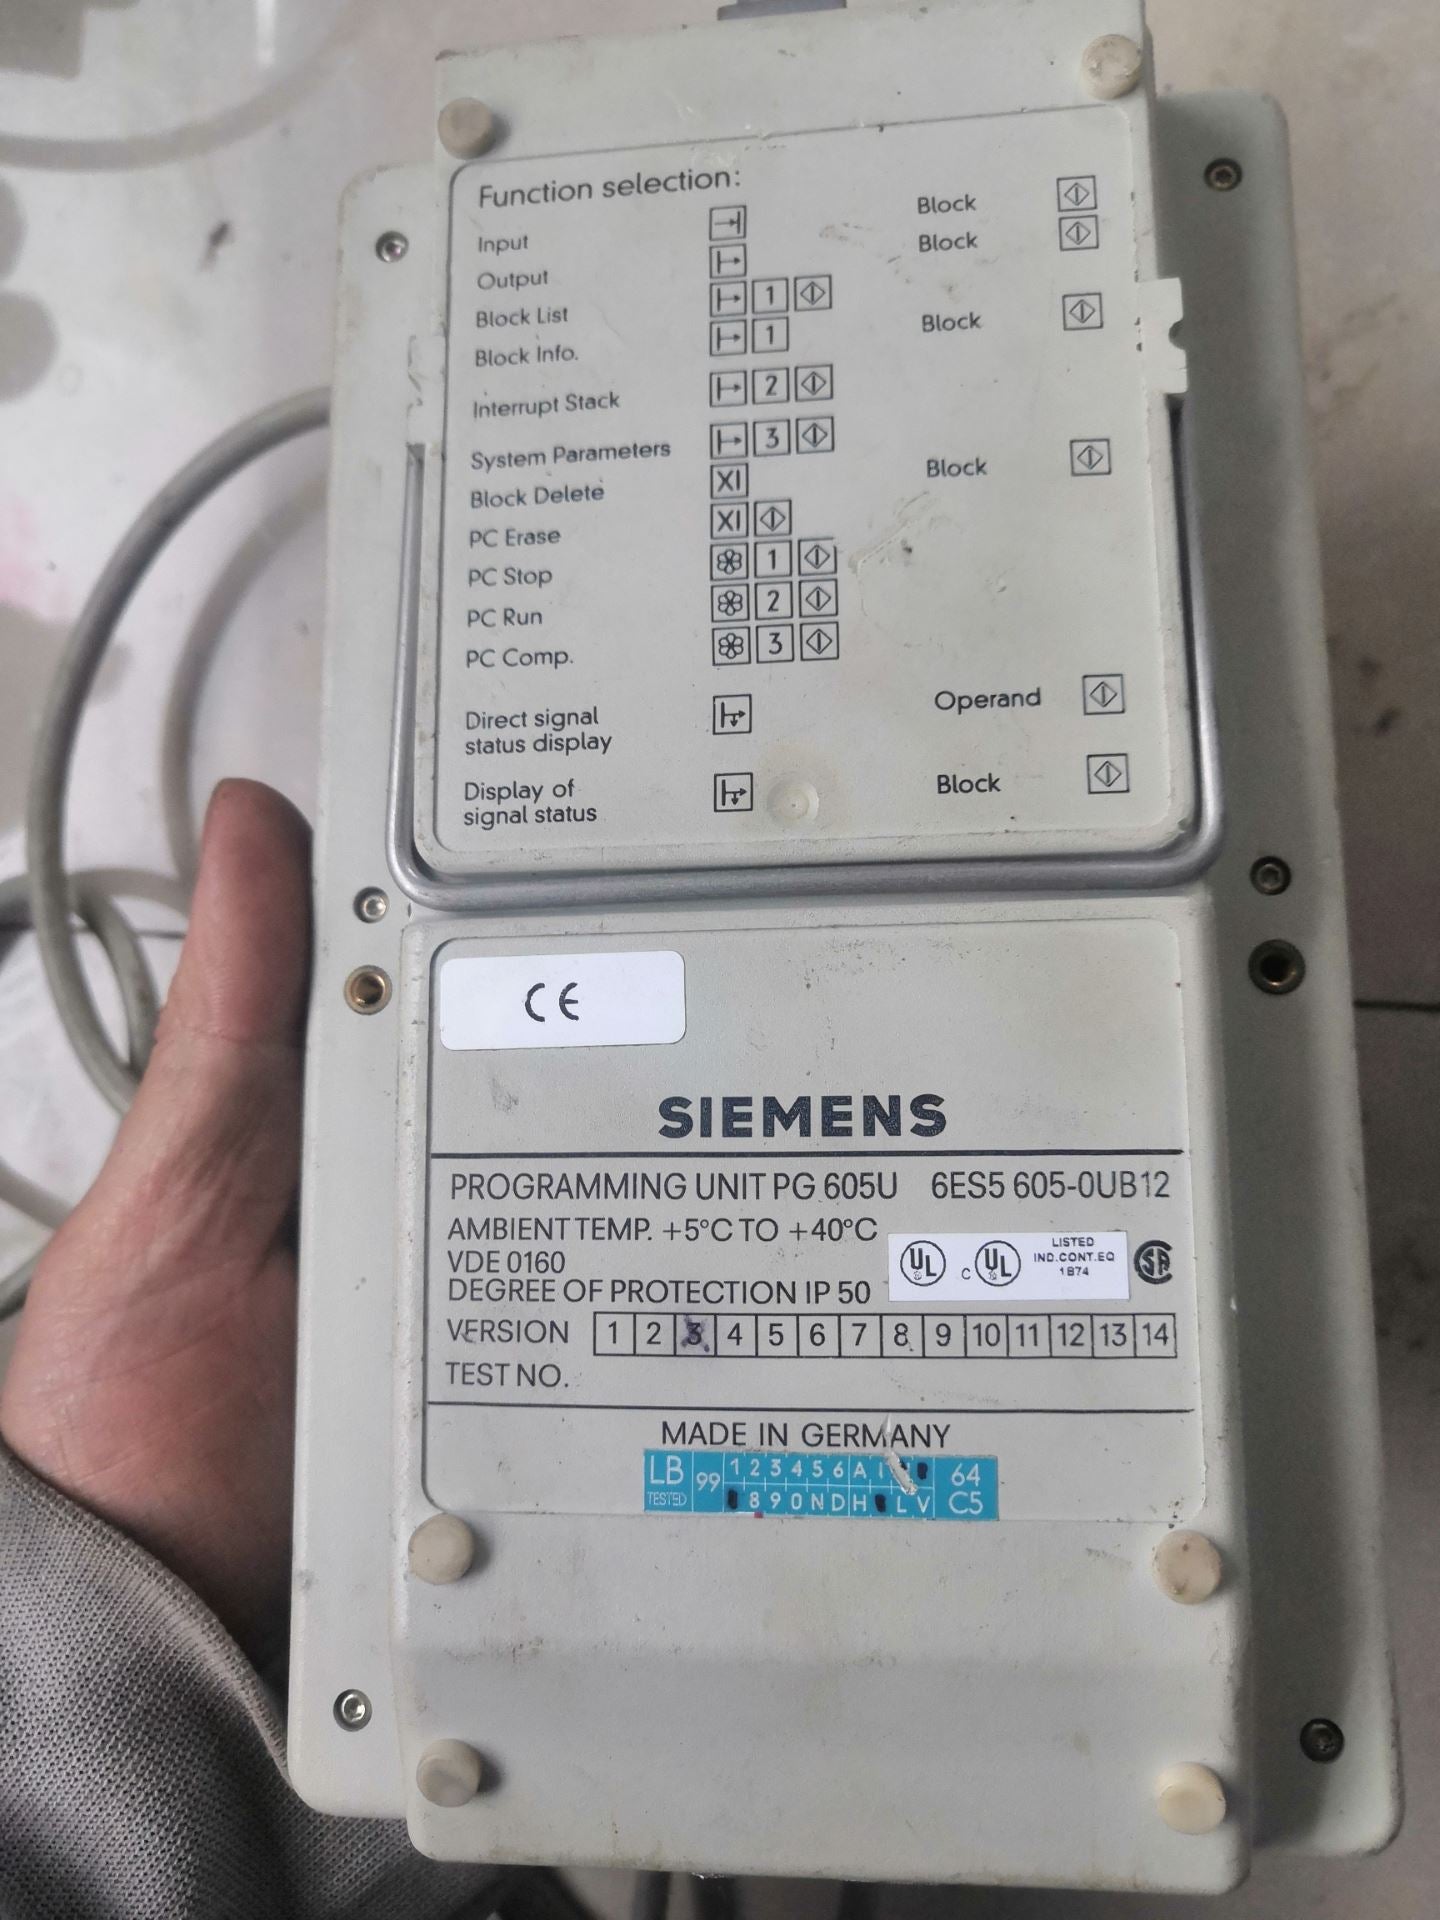 Function selection:
Input Block
Output Block
Block List 1
Block Info. 1 Block
Interrupt Stack 2
System Parameters 3
Block Delete XI Block
PC Erase XI
PC Stop 1
PC Run 2
PC Comp. 3
Direct signal
status display Operand
Display of
signal status Block
CE
SIEMENS
PROGRAMMING UNIT PG 605U 6ES5 605-0UB12
AMBIENT TEMP. +5°C TO +40°C
VDE 0160
DEGREE OF PROTECTION IP 50
UL c UL LISTED
IND.CONT.EQ
1B74
SA
VERSION 1 2 3 4 5 6 7 8 9 10 11 12 13 14
TEST NO.
MADE IN GERMANY
LB 99 1 2 3 4 5 6 A 64
TESTED 8 9 0 N D H L V C5